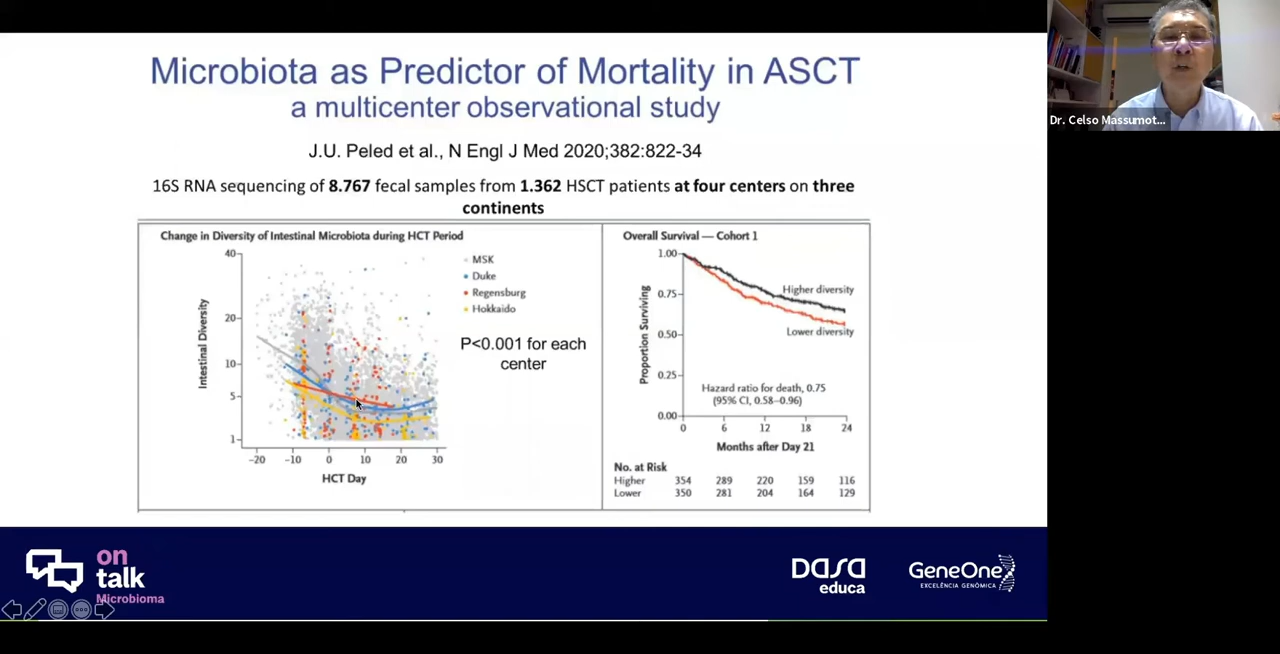 Microbiota as Predictor of Mortality in ASCT
a multicenter observational study
J.U. Peled et al., N Engl J Med 2020;382:822-34
16S RNA sequencing of 8.767 fecal samples from 1.362 HSCT patients at four centers on three
continents
Change in Diversity of Intestinal Microbiota during HCT Period
40
20
10
5
1
Intestinal Diversity
-20 -10 0 10 20 30
HCT Day
MSK
Duke
Regensburg
Hokkaido
P<0.001 for each
center
Overall Survival — Cohort 1
1.00
0.75
0.50
0.25
0.00
Proportion Surviving
Higher diversity
Lower diversity
Hazard ratio for death, 0.75
(95% CI, 0.58–0.96)
0 6 12 18 24
Months after Day 21
No. at Risk
Higher 354 289 220 159 116
Lower 350 281 204 164 129
on
talk
Microbioma
Dasa
educa
GeneOne
EXCELÊNCIA GENÔMICA
Dr. Celso Massumot...